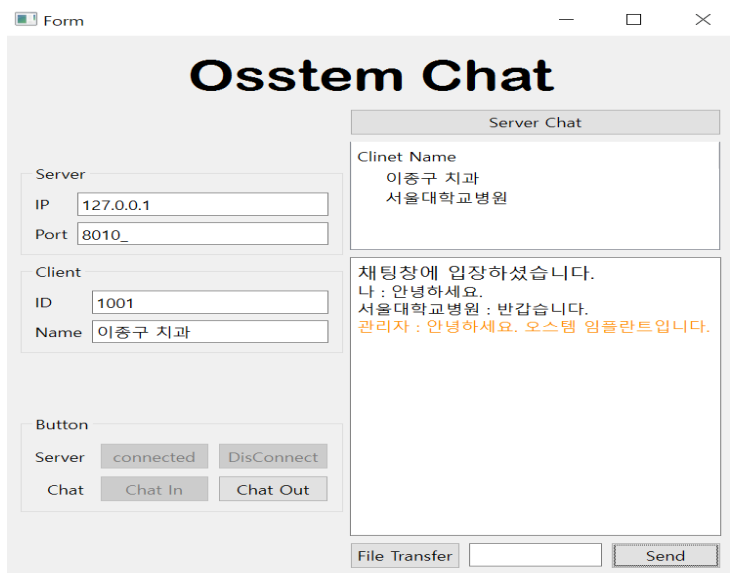 Form
Osstem Chat
Server Chat
Server
IP 127.0.0.1
Port 8010_
Client
ID 1001
Name 이종구 치과
Button
Server connected DisConnect
Chat Chat In Chat Out
Clinet Name
이종구 치과
서울대학교병원
채팅창에 입장하셨습니다.
나 : 안녕하세요.
서울대학교병원 : 반갑습니다.
관리자 : 안녕하세요. 오스템 임플란트입니다.
File Transfer Send